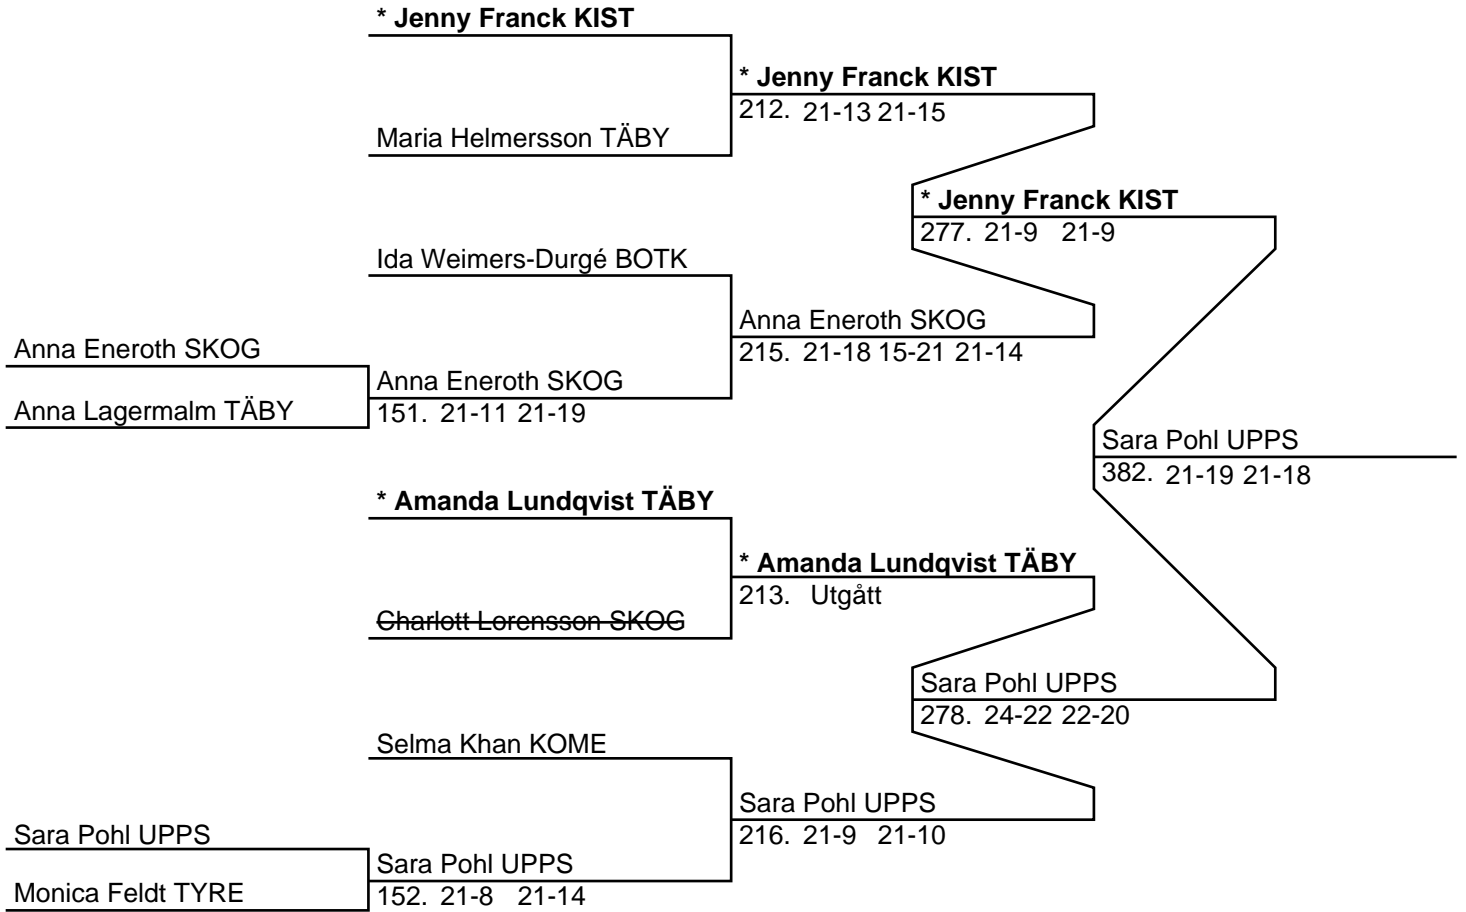 * Jenny Franck KIST
* Jenny Franck KIST
212. 21-13 21-15
Maria Helmersson TÄBY
* Jenny Franck KIST
277. 21-9 21-9
Ida Weimers-Durgé BOTK
Anna Eneroth SKOG
215. 21-18 15-21 21-14
Anna Eneroth SKOG
Anna Eneroth SKOG
151. 21-11 21-19
Anna Lagermalm TÄBY
Sara Pohl UPPS
382. 21-19 21-18
* Amanda Lundqvist TÄBY
* Amanda Lundqvist TÄBY
213. Utgått
Charlott Lorensson SKOG
Sara Pohl UPPS
278. 24-22 22-20
Selma Khan KOME
Sara Pohl UPPS
216. 21-9 21-10
Sara Pohl UPPS
Sara Pohl UPPS
152. 21-8 21-14
Monica Feldt TYRE